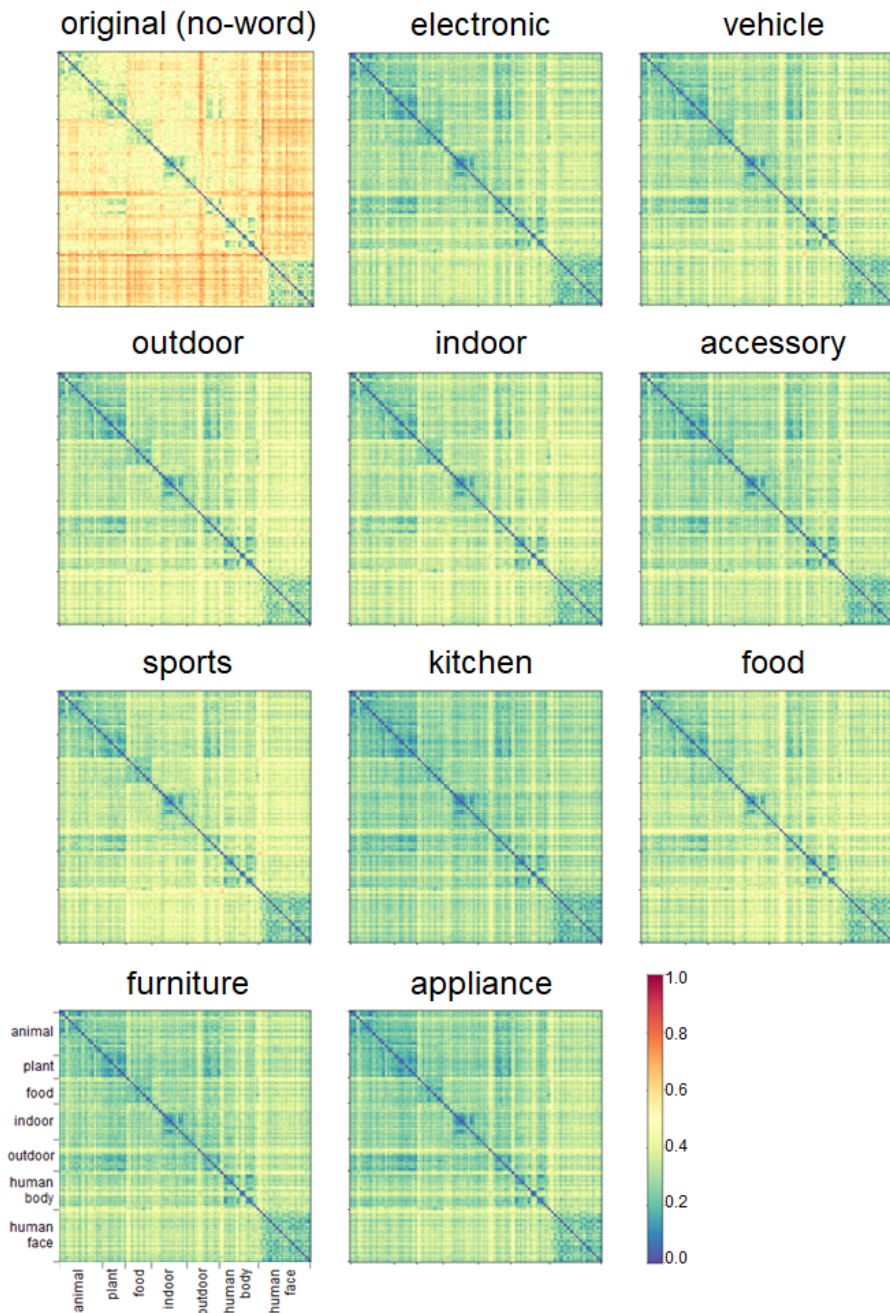 original (no-word)
electronic
vehicle
outdoor
indoor
accessory
sports
kitchen
food
furniture
appliance
animal
plant
food
indoor
outdoor
human
body
human
face
animal
plant
food
indoor
outdoor
human
body
human
face
1.0
0.8
0.6
0.4
0.2
0.0